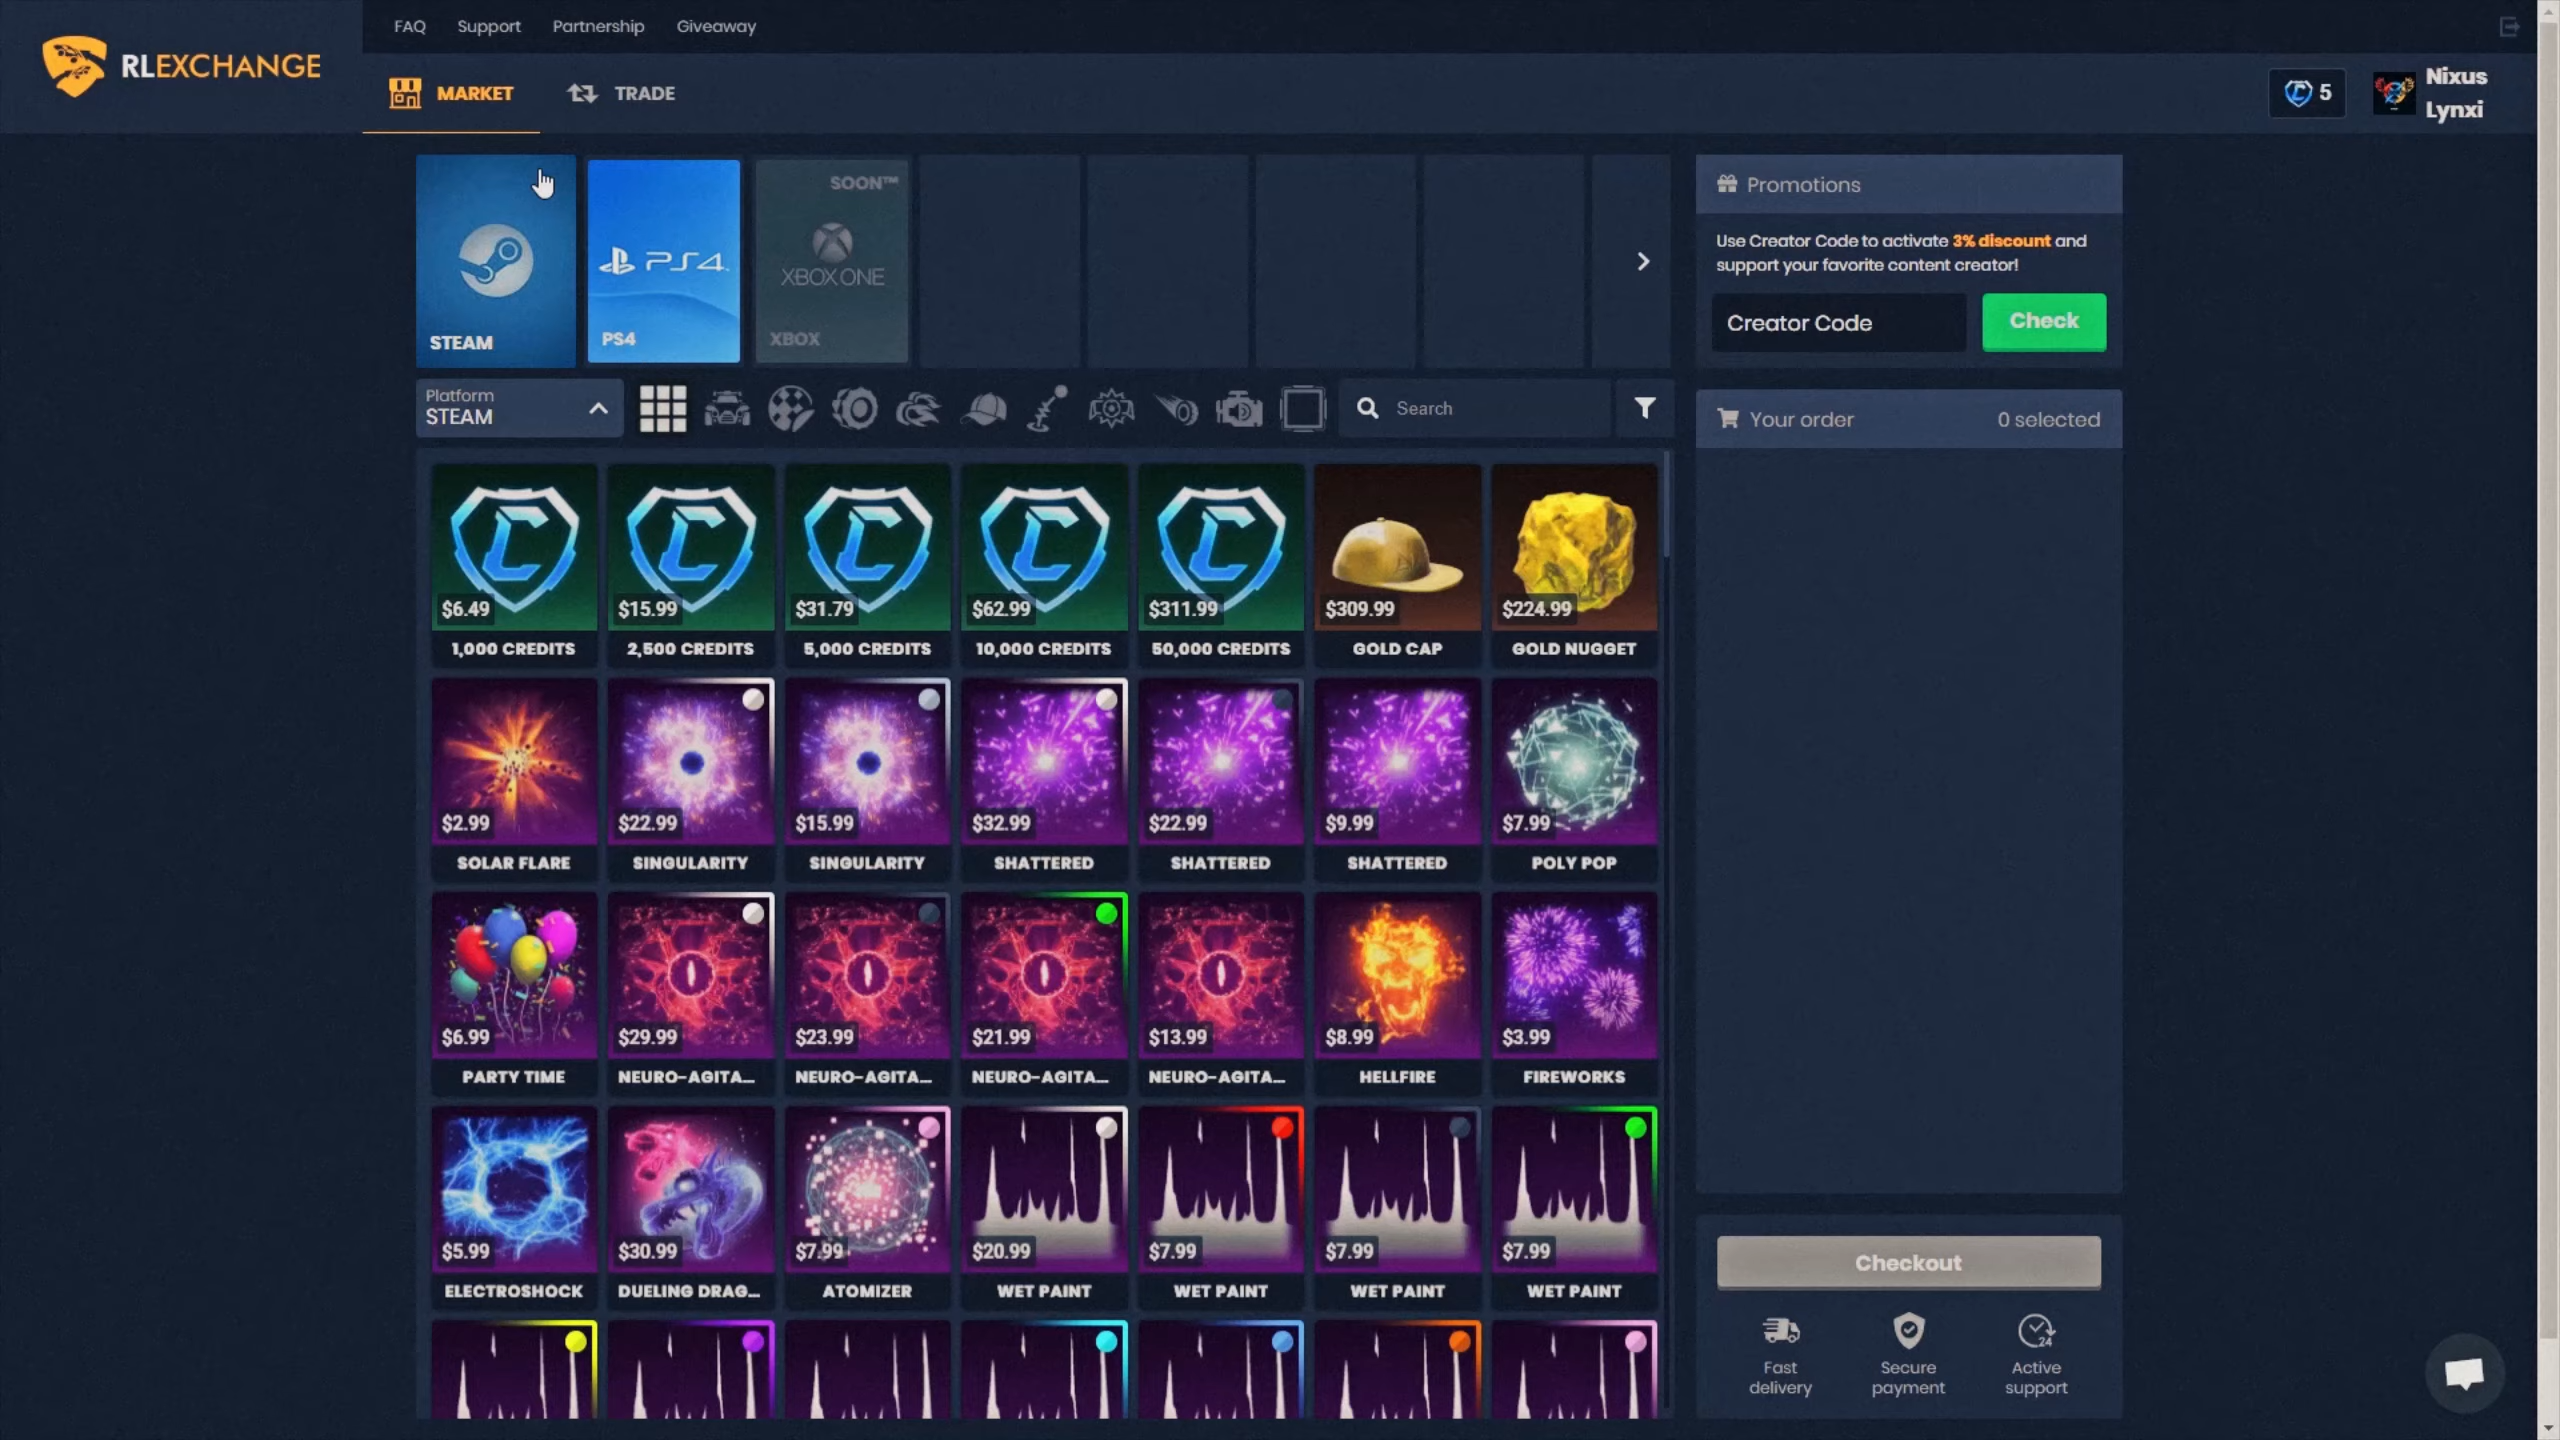 FAQ Support Partnership Giveaway
RLEXCHANGE
MARKET TRADE
5
Nixus
Lynxi
STEAM
PS4
PS4
SOON™
XBOX ONE
XBOX
Promotions
Use Creator Code to activate 3% discount and
support your favorite content creator!
Creator Code Check
Platform
STEAM
Search
Your order 0 selected
$6.49 $15.99 $31.79 $62.99 $311.99 $309.99 $224.99
1,000 CREDITS 2,500 CREDITS 5,000 CREDITS 10,000 CREDITS 50,000 CREDITS GOLD CAP GOLD NUGGET
$2.99 $22.99 $15.99 $32.99 $22.99 $9.99 $7.99
SOLAR FLARE SINGULARITY SINGULARITY SHATTERED SHATTERED SHATTERED POLY POP
$6.99 $29.99 $23.99 $21.99 $13.99 $8.99 $3.99
PARTY TIME NEURO-AGITA... NEURO-AGITA... NEURO-AGITA... NEURO-AGITA... HELLFIRE FIREWORKS
$5.99 $30.99 $7.99 $20.99 $7.99 $7.99 $7.99
ELECTROSHOCK DUELING DRAG... ATOMIZER WET PAINT WET PAINT WET PAINT WET PAINT
Checkout
24
Fast
delivery
Secure
payment
Active
support